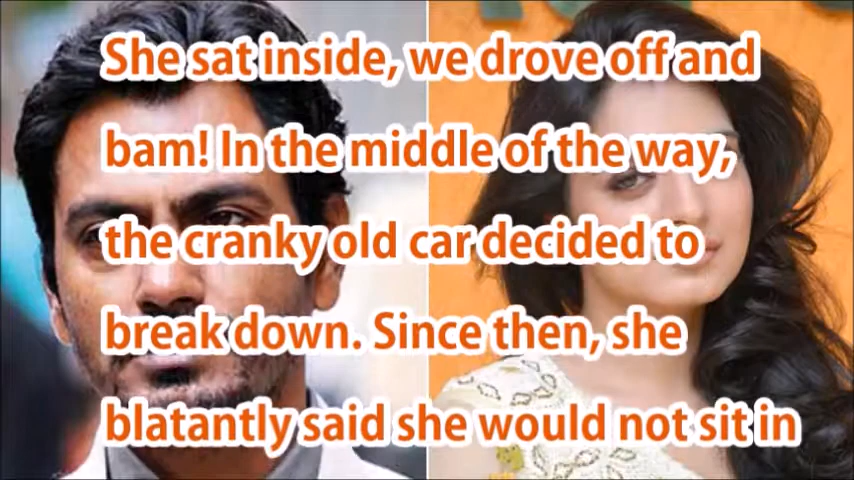 She sat inside, we drove off and
bam! In the middle of the way,
the cranky old car decided to
break down. Since then, she
blatantly said she would not sit in